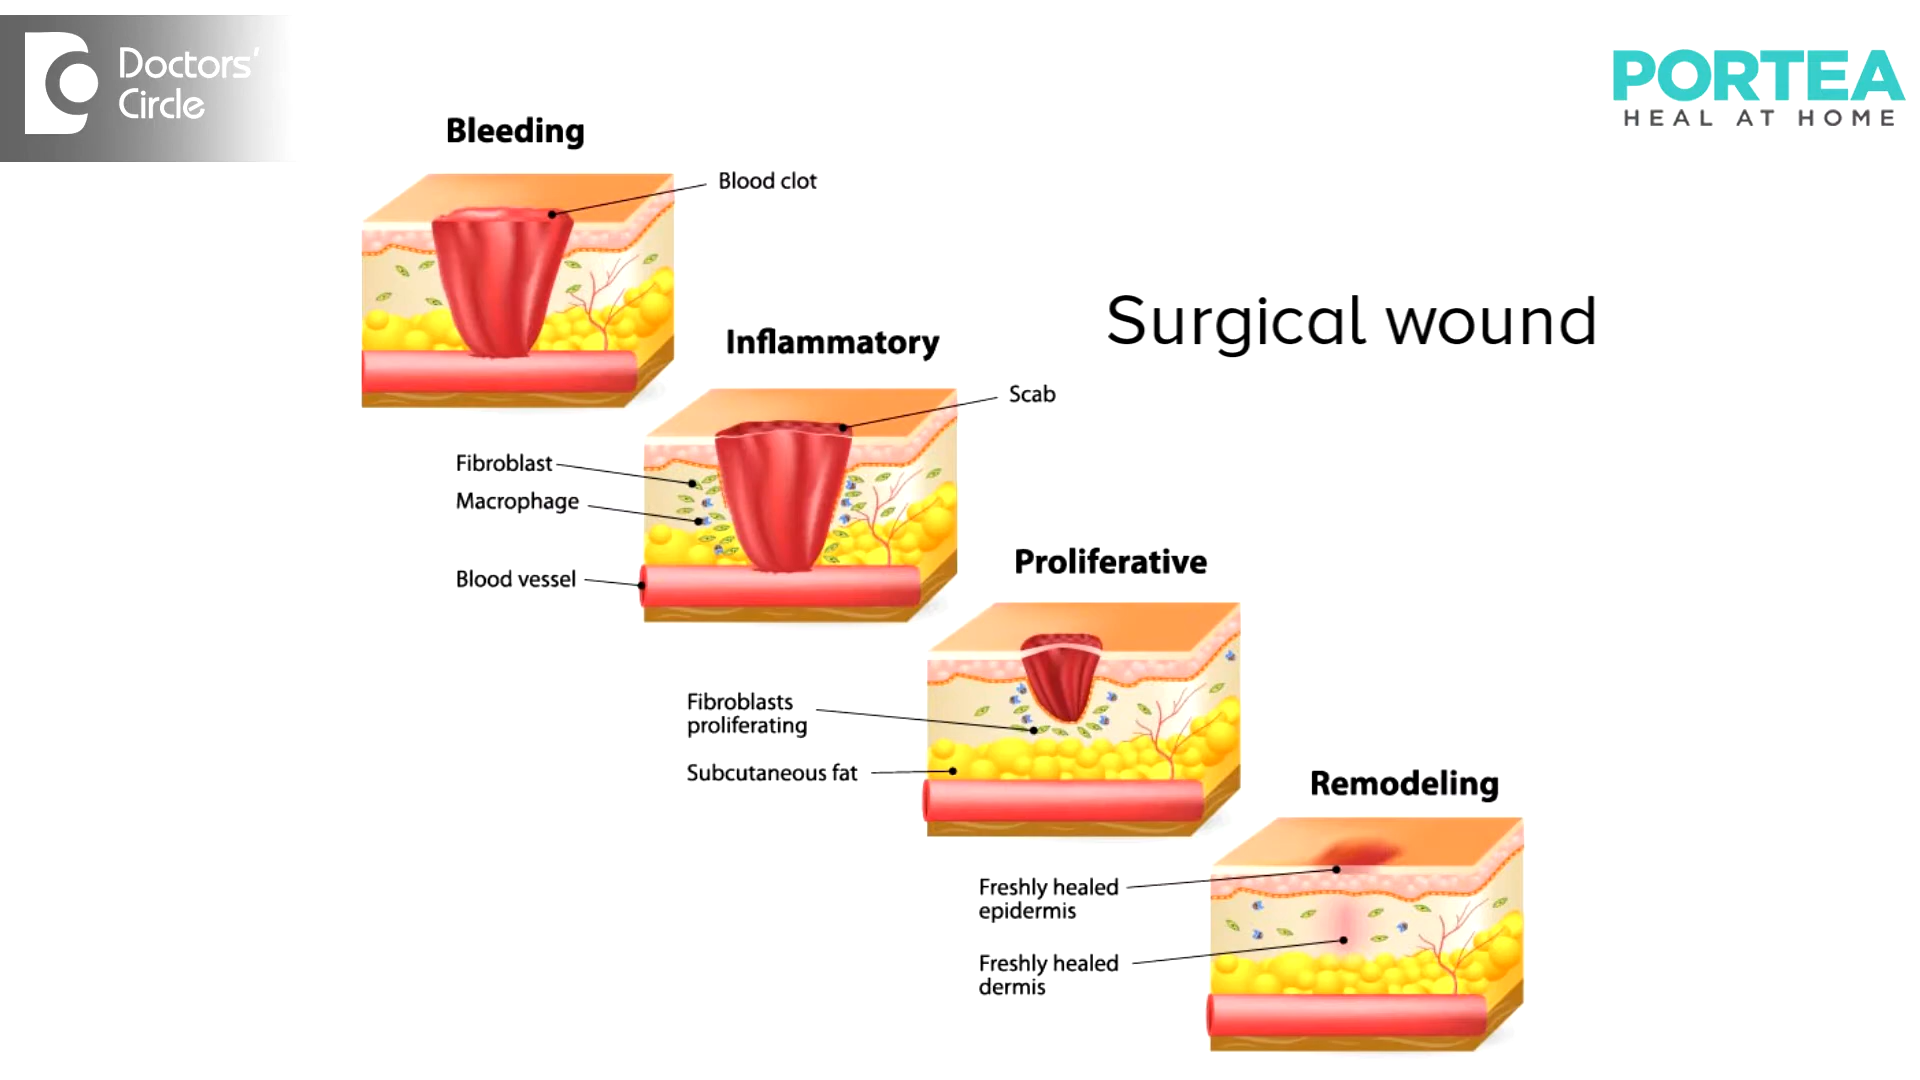 Doctors'
Circle
PORTEA
HEAL AT HOME
Bleeding
Blood clot
Surgical wound
Inflammatory
Scab
Fibroblast
Macrophage
Blood vessel
Proliferative
Fibroblasts
proliferating
Subcutaneous fat
Remodeling
Freshly healed
epidermis
Freshly healed
dermis